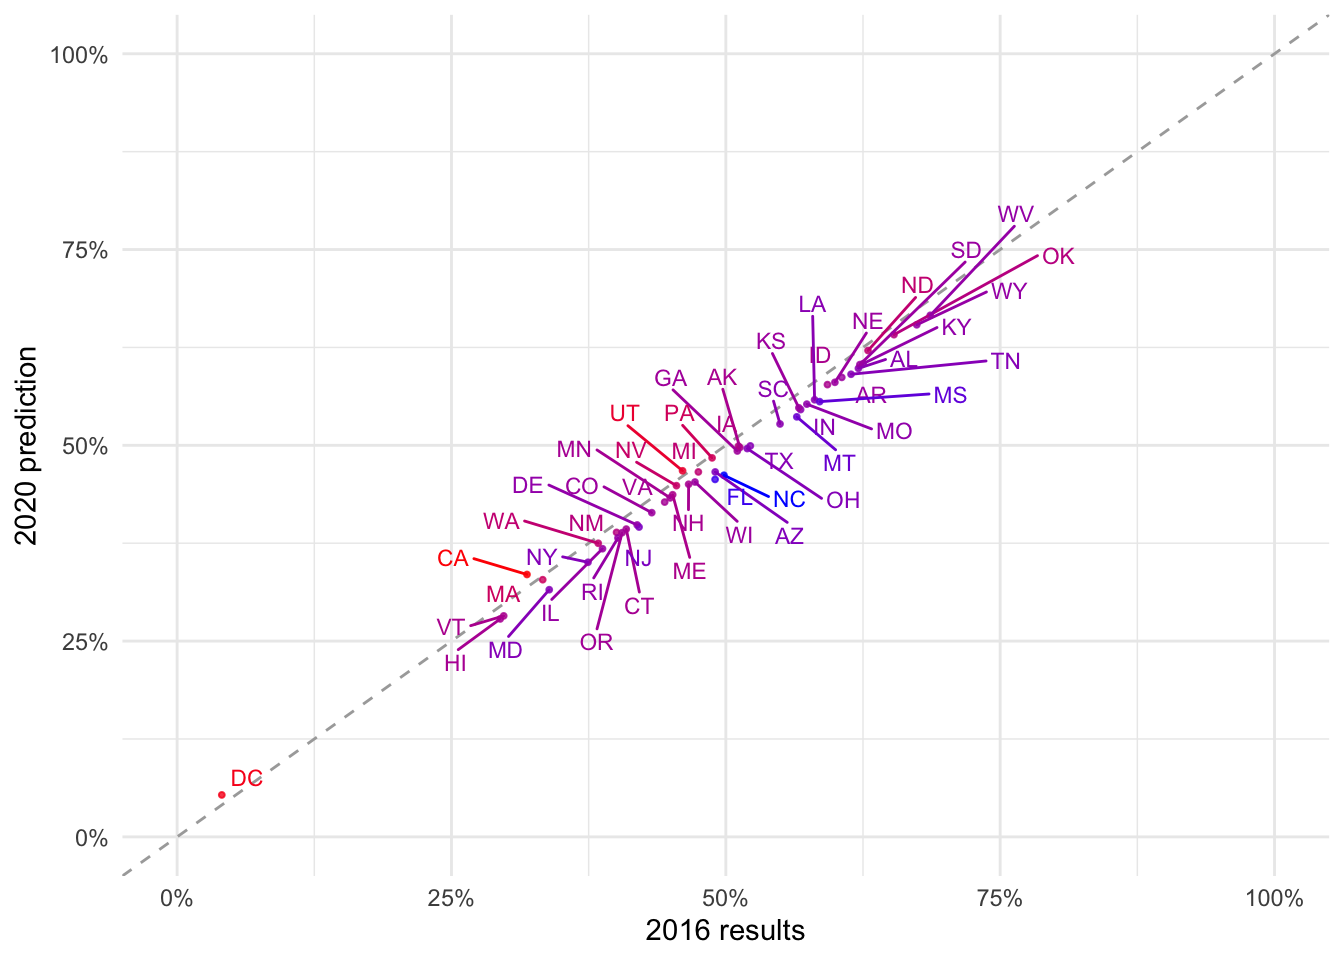 100%
WV
75%
SD
OK
ND
WY
LA
NE
KY
KS
ID
AL
TN
GA
AK
SC
AR
MS
UT
PA
IA
IN
MO
50%
MN
NV
MI
TX
MT
DE
CO
VA
FL
NC
OH
WA
NM
NH
WI
AZ
CA
NY
NJ
ME
MA
RI
IL
CT
25%
VT
MD
OR
HI
DC
0%
0%
25%
50%
75%
100%
2016 results
2020 prediction